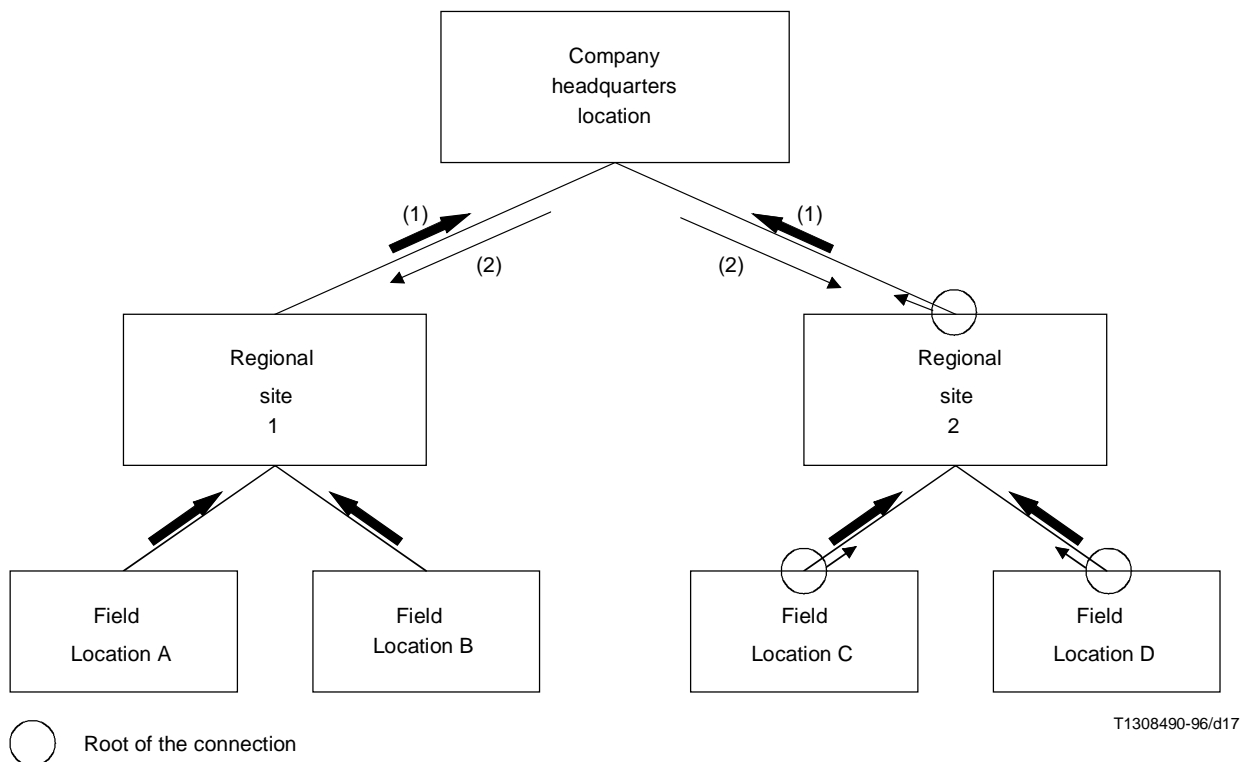 Company
headquarters
location
(1)
(1)
(2)
(2)
Regional
site
1
Regional
site
2
Field
Location A
Field
Location B
Field
Location C
Field
Location D
T1308490-96/d17
Root of the connection